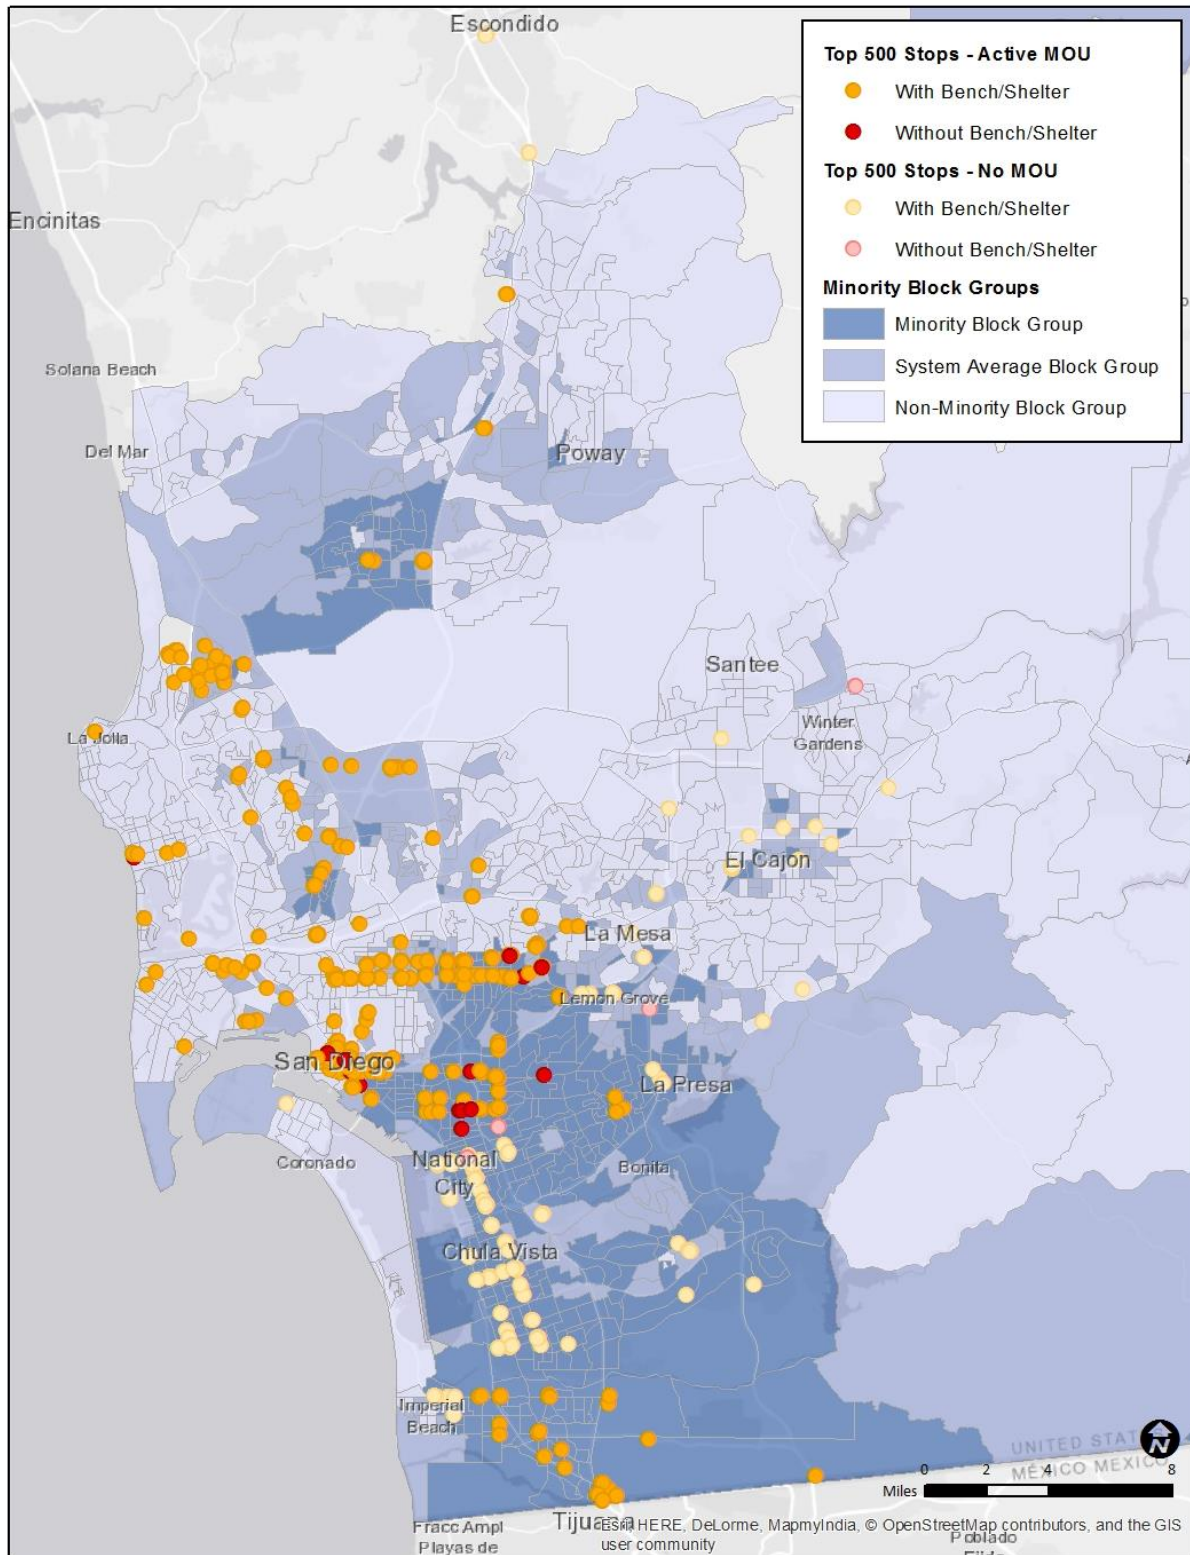 Escondido
Top 500 Stops - Active MOU
With Bench/Shelter
Without Bench/Shelter
Top 500 Stops - No MOU
With Bench/Shelter
Without Bench/Shelter
Minority Block Groups
Minority Block Group
System Average Block Group
Non-Minority Block Group
Encinitas
Solana Beach
Del Mar
Poway
Santee
Winter
Gardens
La Jolla
El Cajon
La Mesa
Lemon Grove
San Diego
La Presa
Coronado
National
City
Bonita
Chula Vista
Imperial
Beach
N
UNITED STAT
MÉXICO MEXICO
0 2 4 8
Miles
Fracc Ampl
Playas de
Tijuana
Esri, HERE, DeLorme, MapmyIndia, © OpenStreetMap contributors, and the GIS
user community
Poblado